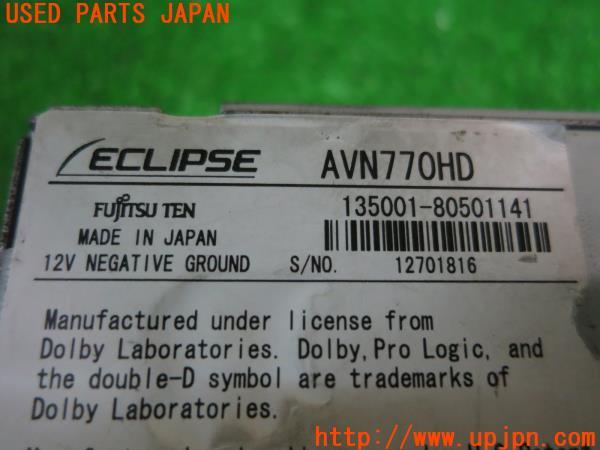 USED PARTS JAPAN
ECLIPSE AVN770HD
FUJITSU TEN 135001-80501141
MADE IN JAPAN
12V NEGATIVE GROUND S/NO. 12701816
Manufactured under license from
Dolby Laboratories. Dolby, Pro Logic, and
the double-D symbol are trademarks of
Dolby Laboratories.
http://www.upjpn.com/